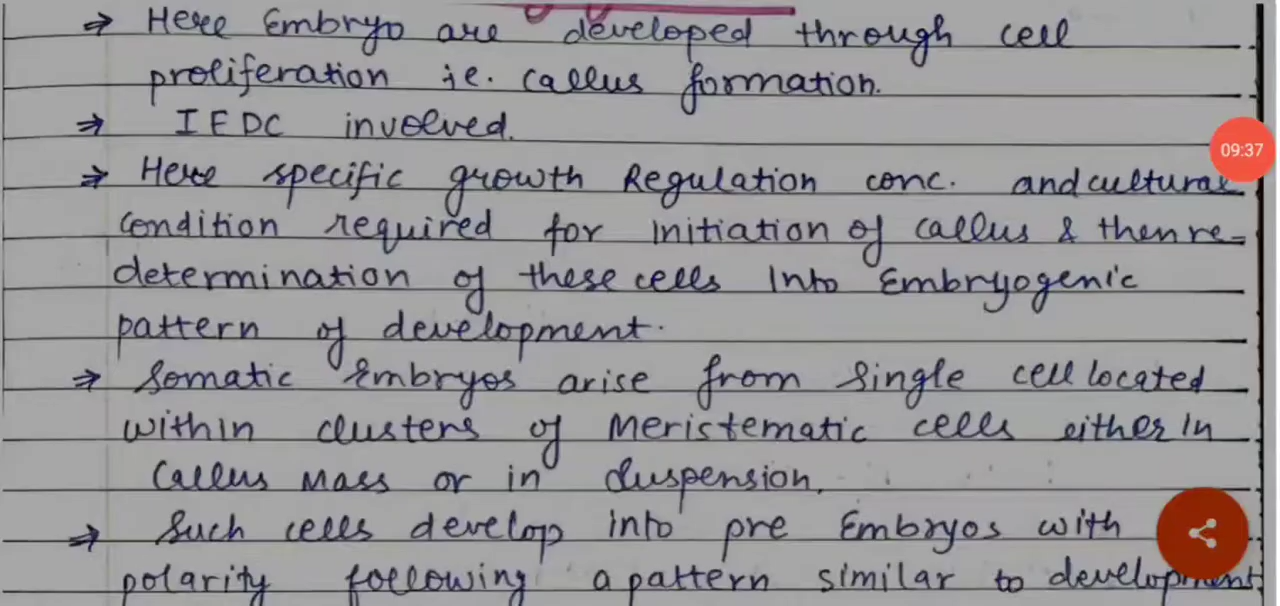 ⇒ Here Embryo are developed through cell
proliferation ie. callus formation.
⇒ IEDC involved.
09:37
⇒ Here specific growth Regulation conc. and cultural
condition required for initiation of callus & then re-
determination of these cells into Embryogenic
pattern of development.
⇒ Somatic Embryos arise from single cell located
within clusters of Meristematic cells either in
callus Mass or in suspension.
⇒ Such cells develop into pre Embryos with
polarity following a pattern similar to development